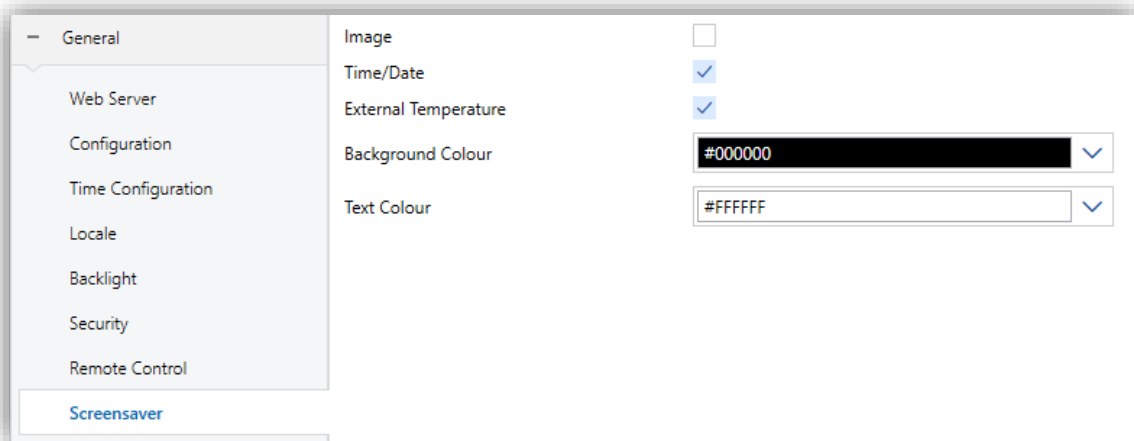 General
Web Server
Configuration
Time Configuration
Locale
Backlight
Security
Remote Control
Screensaver
Image
Time/Date
External Temperature
Background Colour #000000
Text Colour #FFFFFF